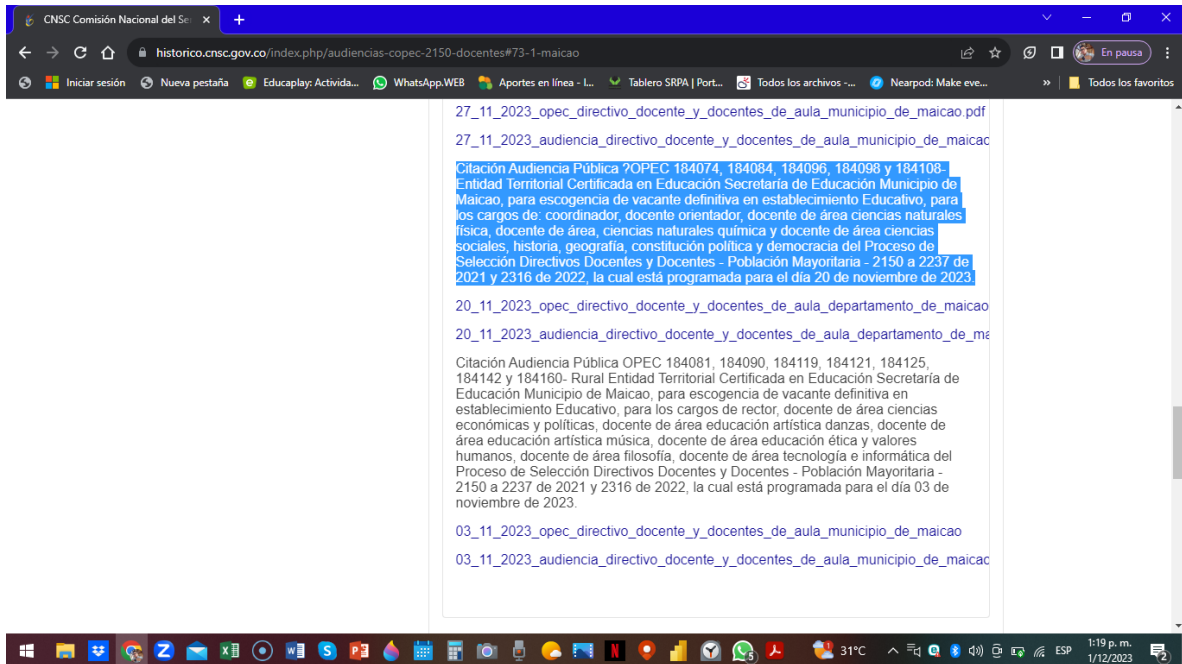 CNSC Comisión Nacional del Se
historico.cnsc.gov.co/index.php/audiencias-copec-2150-docentes#73-1-maicao
En pausa
Iniciar sesión
Nueva pestaña
Educaplay: Activida...
WhatsApp.WEB
Aportes en línea - I...
Tablero SRPA | Port...
Todos los archivos -...
Nearpod: Make eve...
»
Todos los favoritos
27_11_2023_opec_directivo_docente_y_docentes_de_aula_municipio_de_maicao.pdf
27_11_2023_audiencia_directivo_docente_y_docentes_de_aula_municipio_de_maicao
Citación Audiencia Pública ?OPEC 184074, 184084, 184096, 184098 y 184108-
Entidad Territorial Certificada en Educación Secretaría de Educación Municipio de
Maicao, para escogencia de vacante definitiva en establecimiento Educativo, para
los cargos de: coordinador, docente orientador, docente de área ciencias naturales
física, docente de área, ciencias naturales química y docente de área ciencias
sociales, historia, geografía, constitución política y democracia del Proceso de
Selección Directivos Docentes y Docentes - Población Mayoritaria - 2150 a 2237 de
2021 y 2316 de 2022, la cual está programada para el día 20 de noviembre de 2023.
20_11_2023_opec_directivo_docente_y_docentes_de_aula_departamento_de_maicao
20_11_2023_audiencia_directivo_docente_y_docentes_de_aula_departamento_de_ma
Citación Audiencia Pública OPEC 184081, 184090, 184119, 184121, 184125,
184142 y 184160- Rural Entidad Territorial Certificada en Educación Secretaría de
Educación Municipio de Maicao, para escogencia de vacante definitiva en
establecimiento Educativo, para los cargos de rector, docente de área ciencias
económicas y políticas, docente de área educación artística danzas, docente de
área educación artística música, docente de área educación ética y valores
humanos, docente de área filosofía, docente de área tecnología e informática del
Proceso de Selección Directivos Docentes y Docentes - Población Mayoritaria -
2150 a 2237 de 2021 y 2316 de 2022, la cual está programada para el día 03 de
noviembre de 2023.
03_11_2023_opec_directivo_docente_y_docentes_de_aula_municipio_de_maicao
03_11_2023_audiencia_directivo_docente_y_docentes_de_aula_municipio_de_maicao
31°C
ESP
1:19 p. m.
1/12/2023